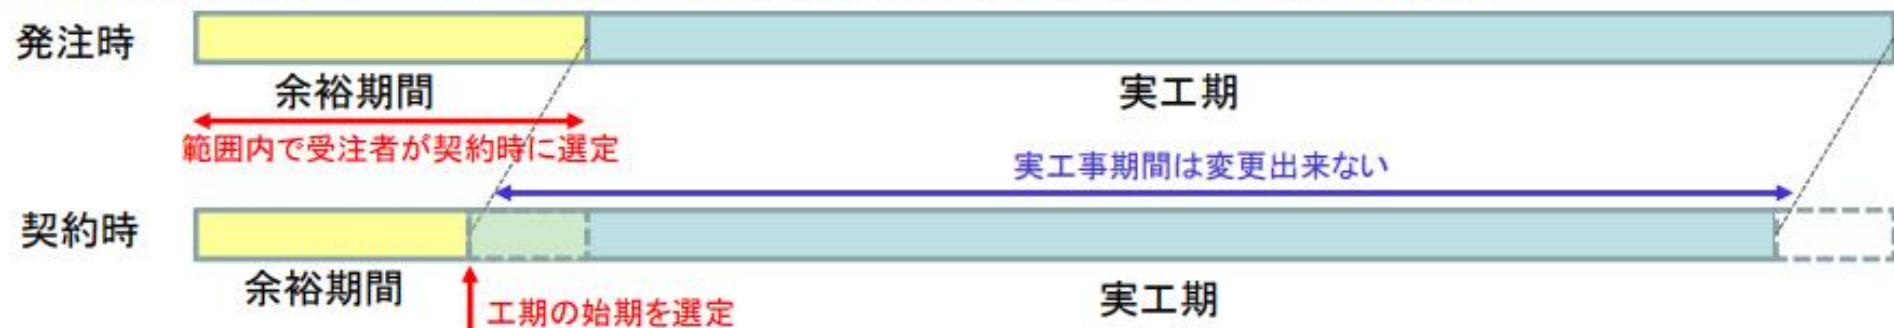 発注時
余裕期間
実工期
範囲内で受注者が契約時に選定
実工事期間は変更出来ない
契約時
余裕期間
実工期
工期の始期を選定